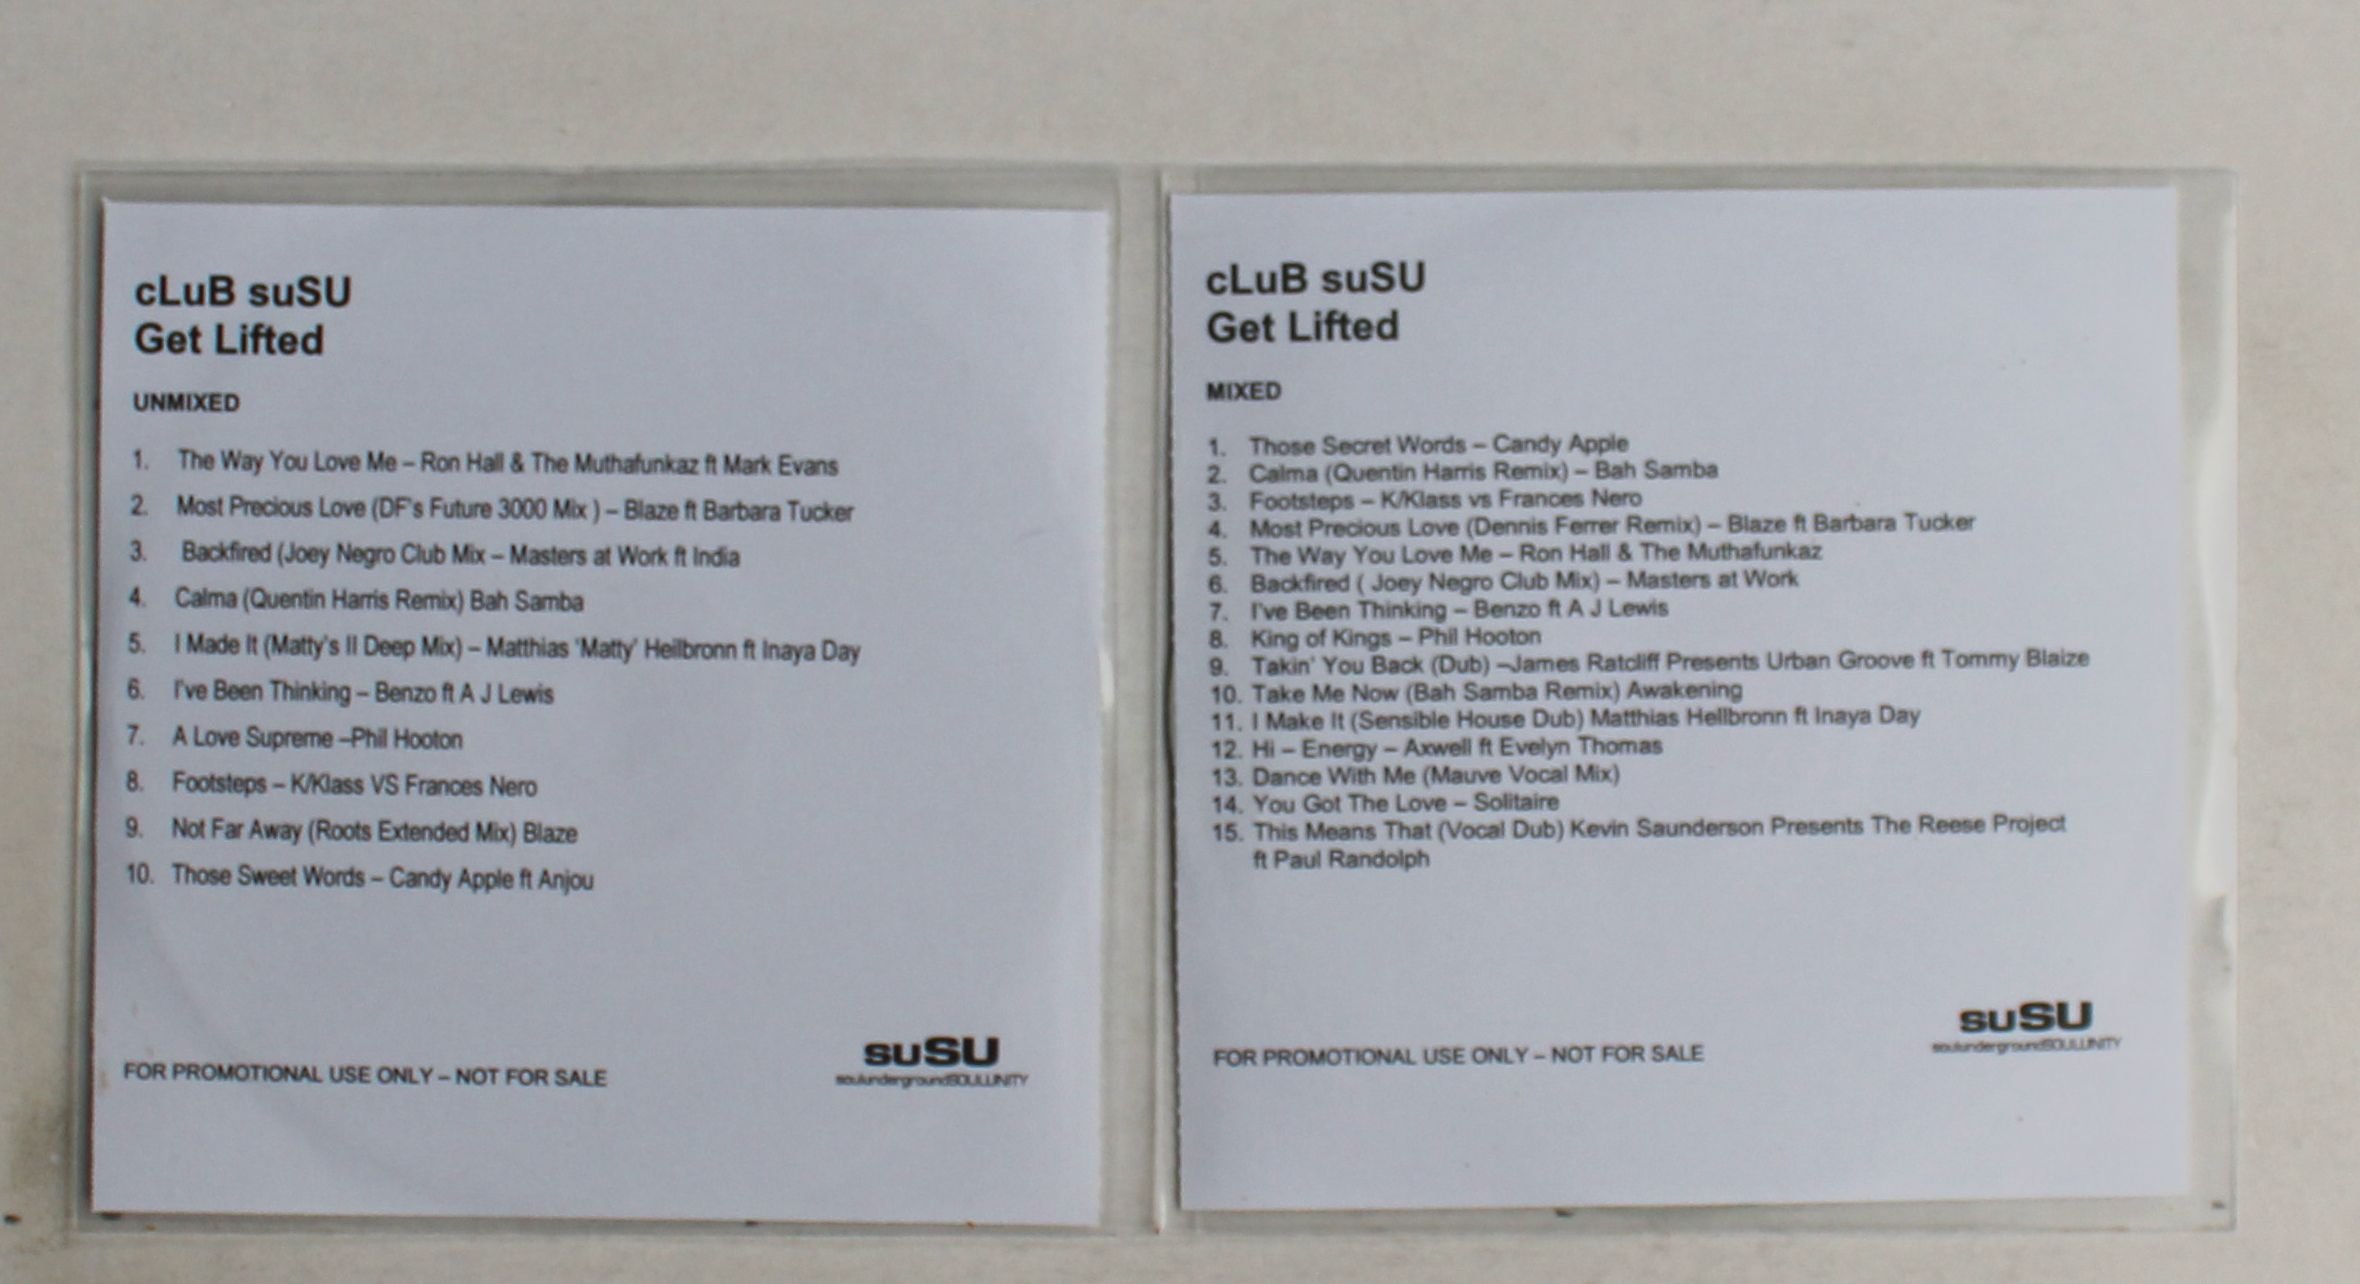 cLuB suSU
Get Lifted
UNMIXED
1. The Way You Love Me – Ron Hall & The Muthafunkaz ft Mark Evans
2. Most Precious Love (DF's Future 3000 Mix ) – Blaze ft Barbara Tucker
3. Backfired (Joey Negro Club Mix – Masters at Work ft India
4. Calma (Quentin Harris Remix) Bah Samba
5. I Made It (Matty's II Deep Mix) – Matthias 'Matty' Heilbronn ft Inaya Day
6. I've Been Thinking – Benzo ft A J Lewis
7. A Love Supreme –Phil Hooton
8. Footsteps – K/Klass VS Frances Nero
9. Not Far Away (Roots Extended Mix) Blaze
10. Those Sweet Words – Candy Apple ft Anjou
FOR PROMOTIONAL USE ONLY – NOT FOR SALE
suSU
soulundergroundSOULUNITY
cLuB suSU
Get Lifted
MIXED
1. Those Secret Words – Candy Apple
2. Calma (Quentin Harris Remix) – Bah Samba
3. Footsteps – K/Klass vs Frances Nero
4. Most Precious Love (Dennis Ferrer Remix) – Blaze ft Barbara Tucker
5. The Way You Love Me – Ron Hall & The Muthafunkaz
6. Backfired ( Joey Negro Club Mix) – Masters at Work
7. I've Been Thinking – Benzo ft A J Lewis
8. King of Kings – Phil Hooton
9. Takin' You Back (Dub) –James Ratcliff Presents Urban Groove ft Tommy Blaize
10. Take Me Now (Bah Samba Remix) Awakening
11. I Make It (Sensible House Dub) Matthias Heilbronn ft Inaya Day
12. Hi – Energy – Axwell ft Evelyn Thomas
13. Dance With Me (Mauve Vocal Mix)
14. You Got The Love – Solitaire
15. This Means That (Vocal Dub) Kevin Saunderson Presents The Reese Project
ft Paul Randolph
FOR PROMOTIONAL USE ONLY – NOT FOR SALE
suSU
soulundergroundSOULUNITY